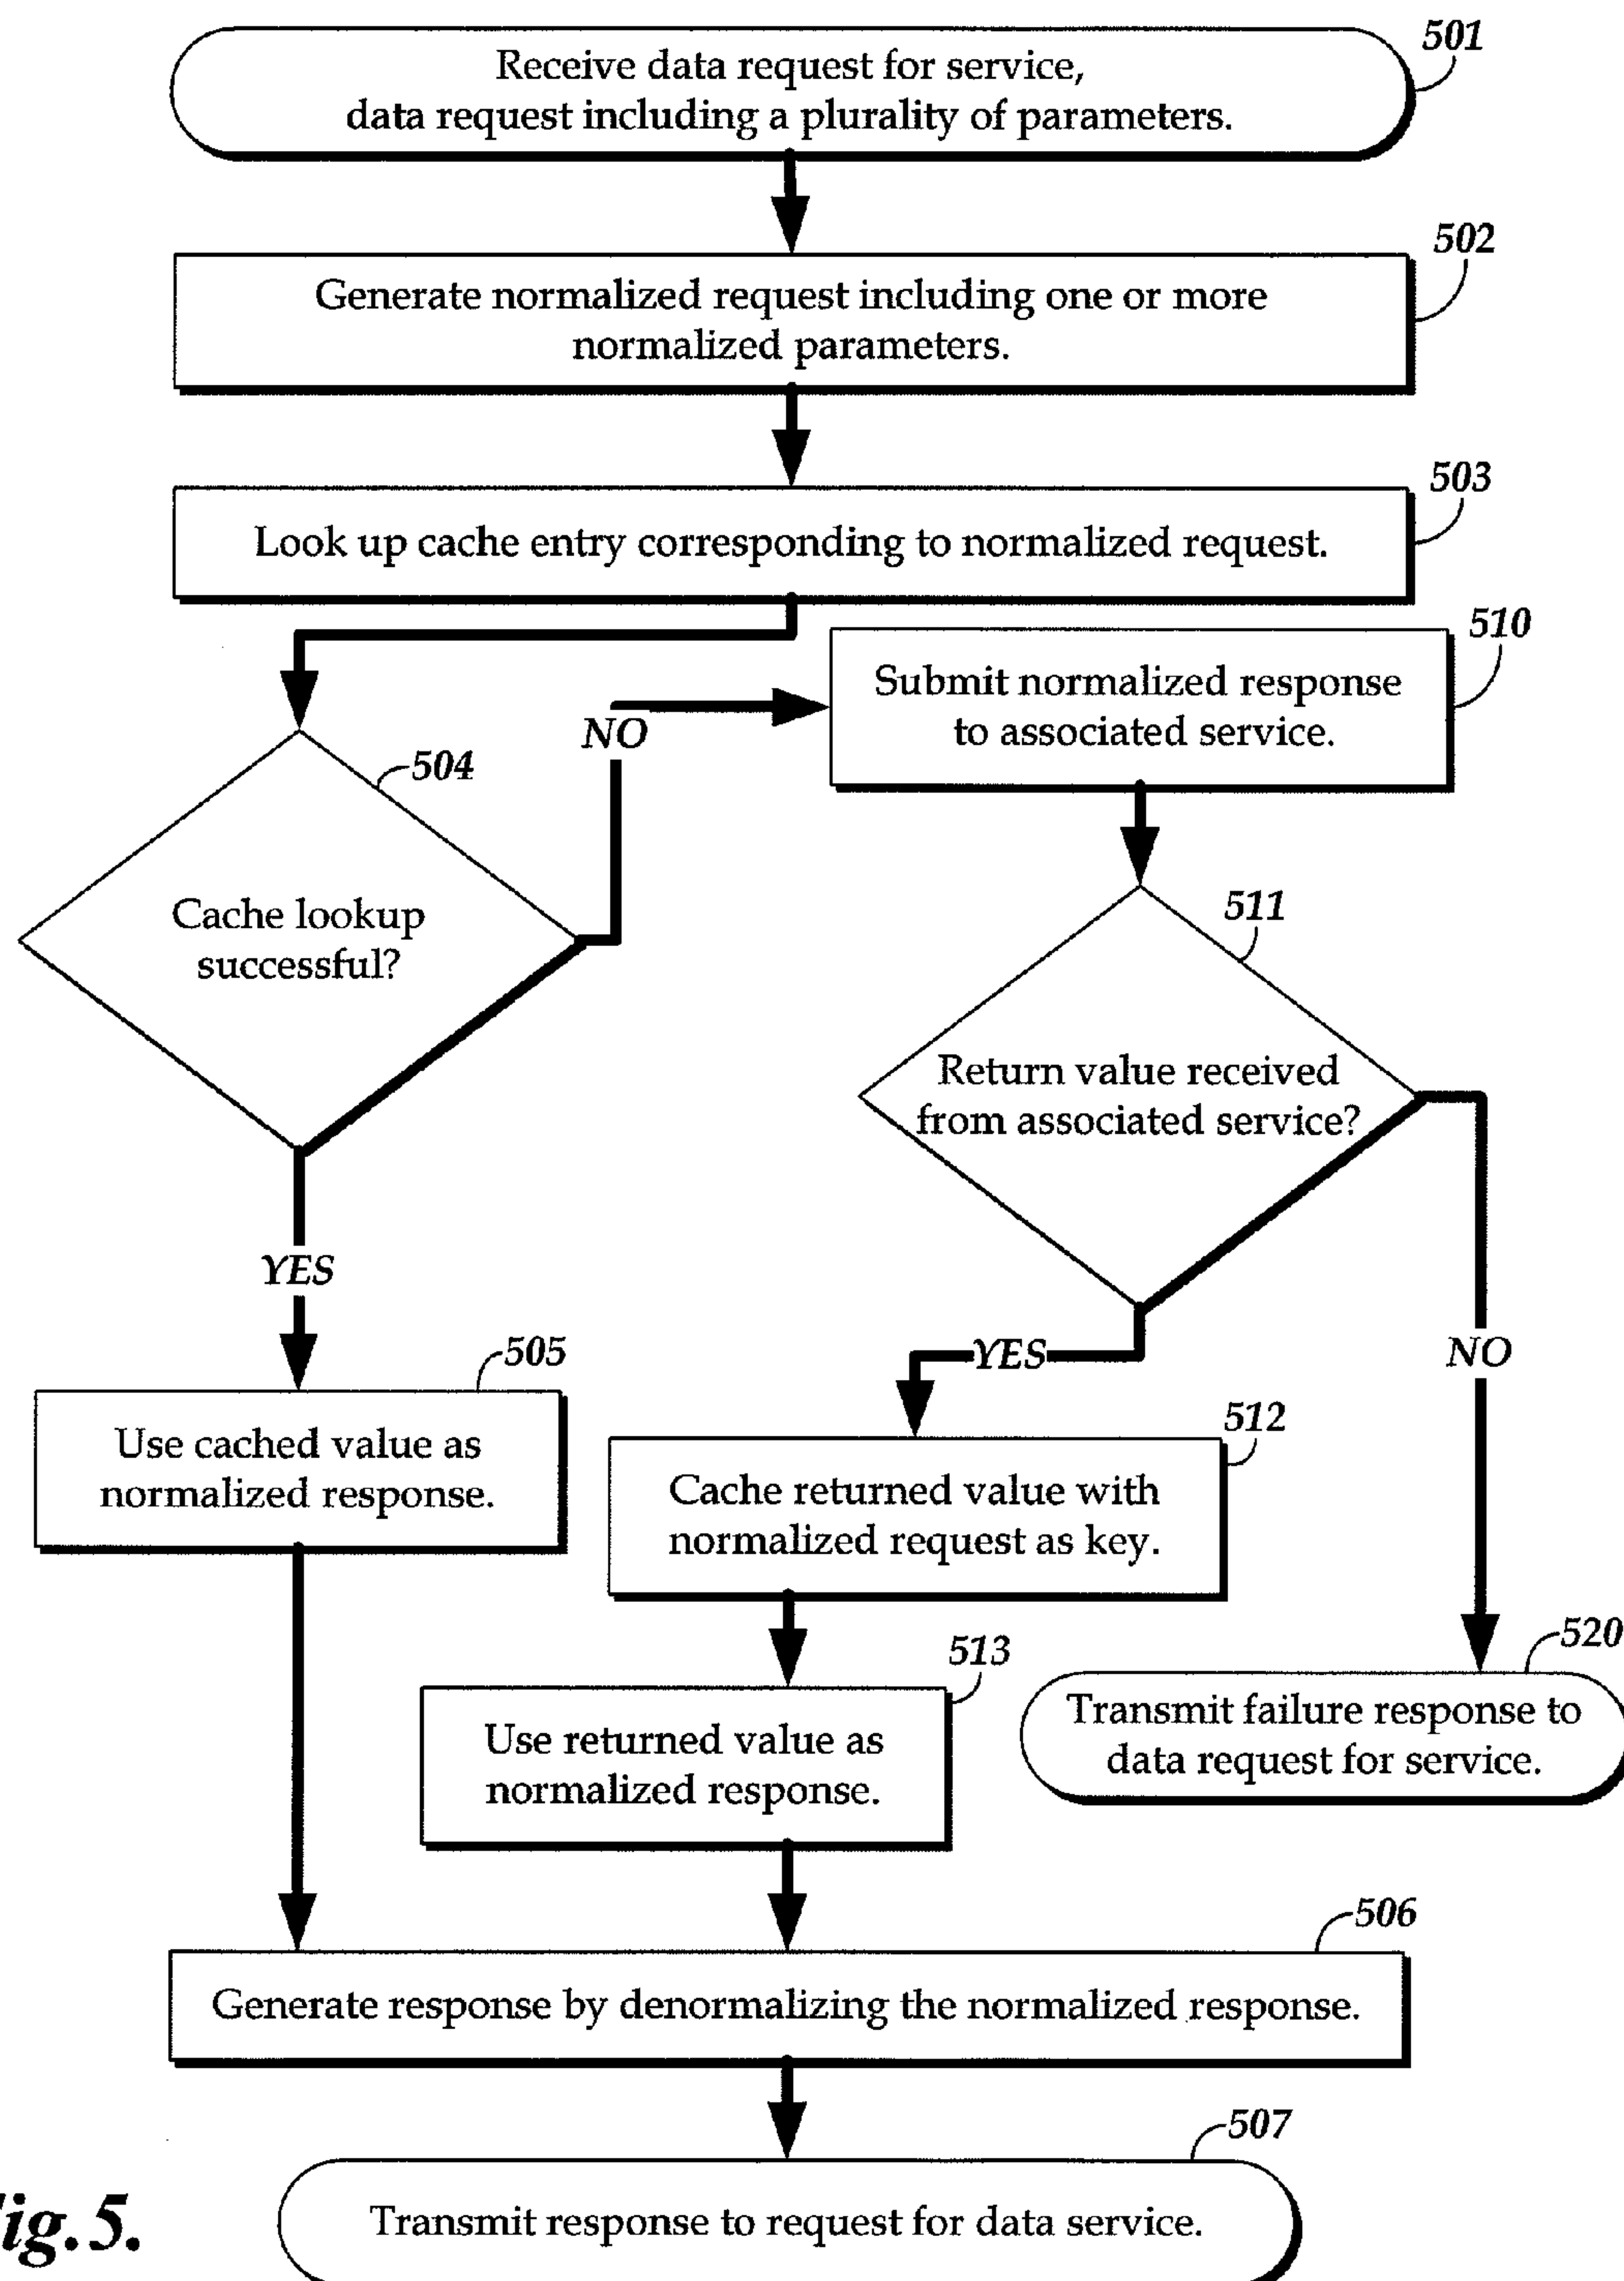 501
Receive data request for service,
data request including a plurality of parameters.
502
Generate normalized request including one or more
normalized parameters.
503
Look up cache entry corresponding to normalized request.
510
Submit normalized response
to associated service.
NO
504
Cache lookup
successful?
511
Return value received
from associated service?
YES
NO
YES
505
Use cached value as
normalized response.
512
Cache returned value with
normalized request as key.
513
Use returned value as
normalized response.
520
Transmit failure response to
data request for service.
506
Generate response by denormalizing the normalized response.
507
Transmit response to request for data service.
ig.5.